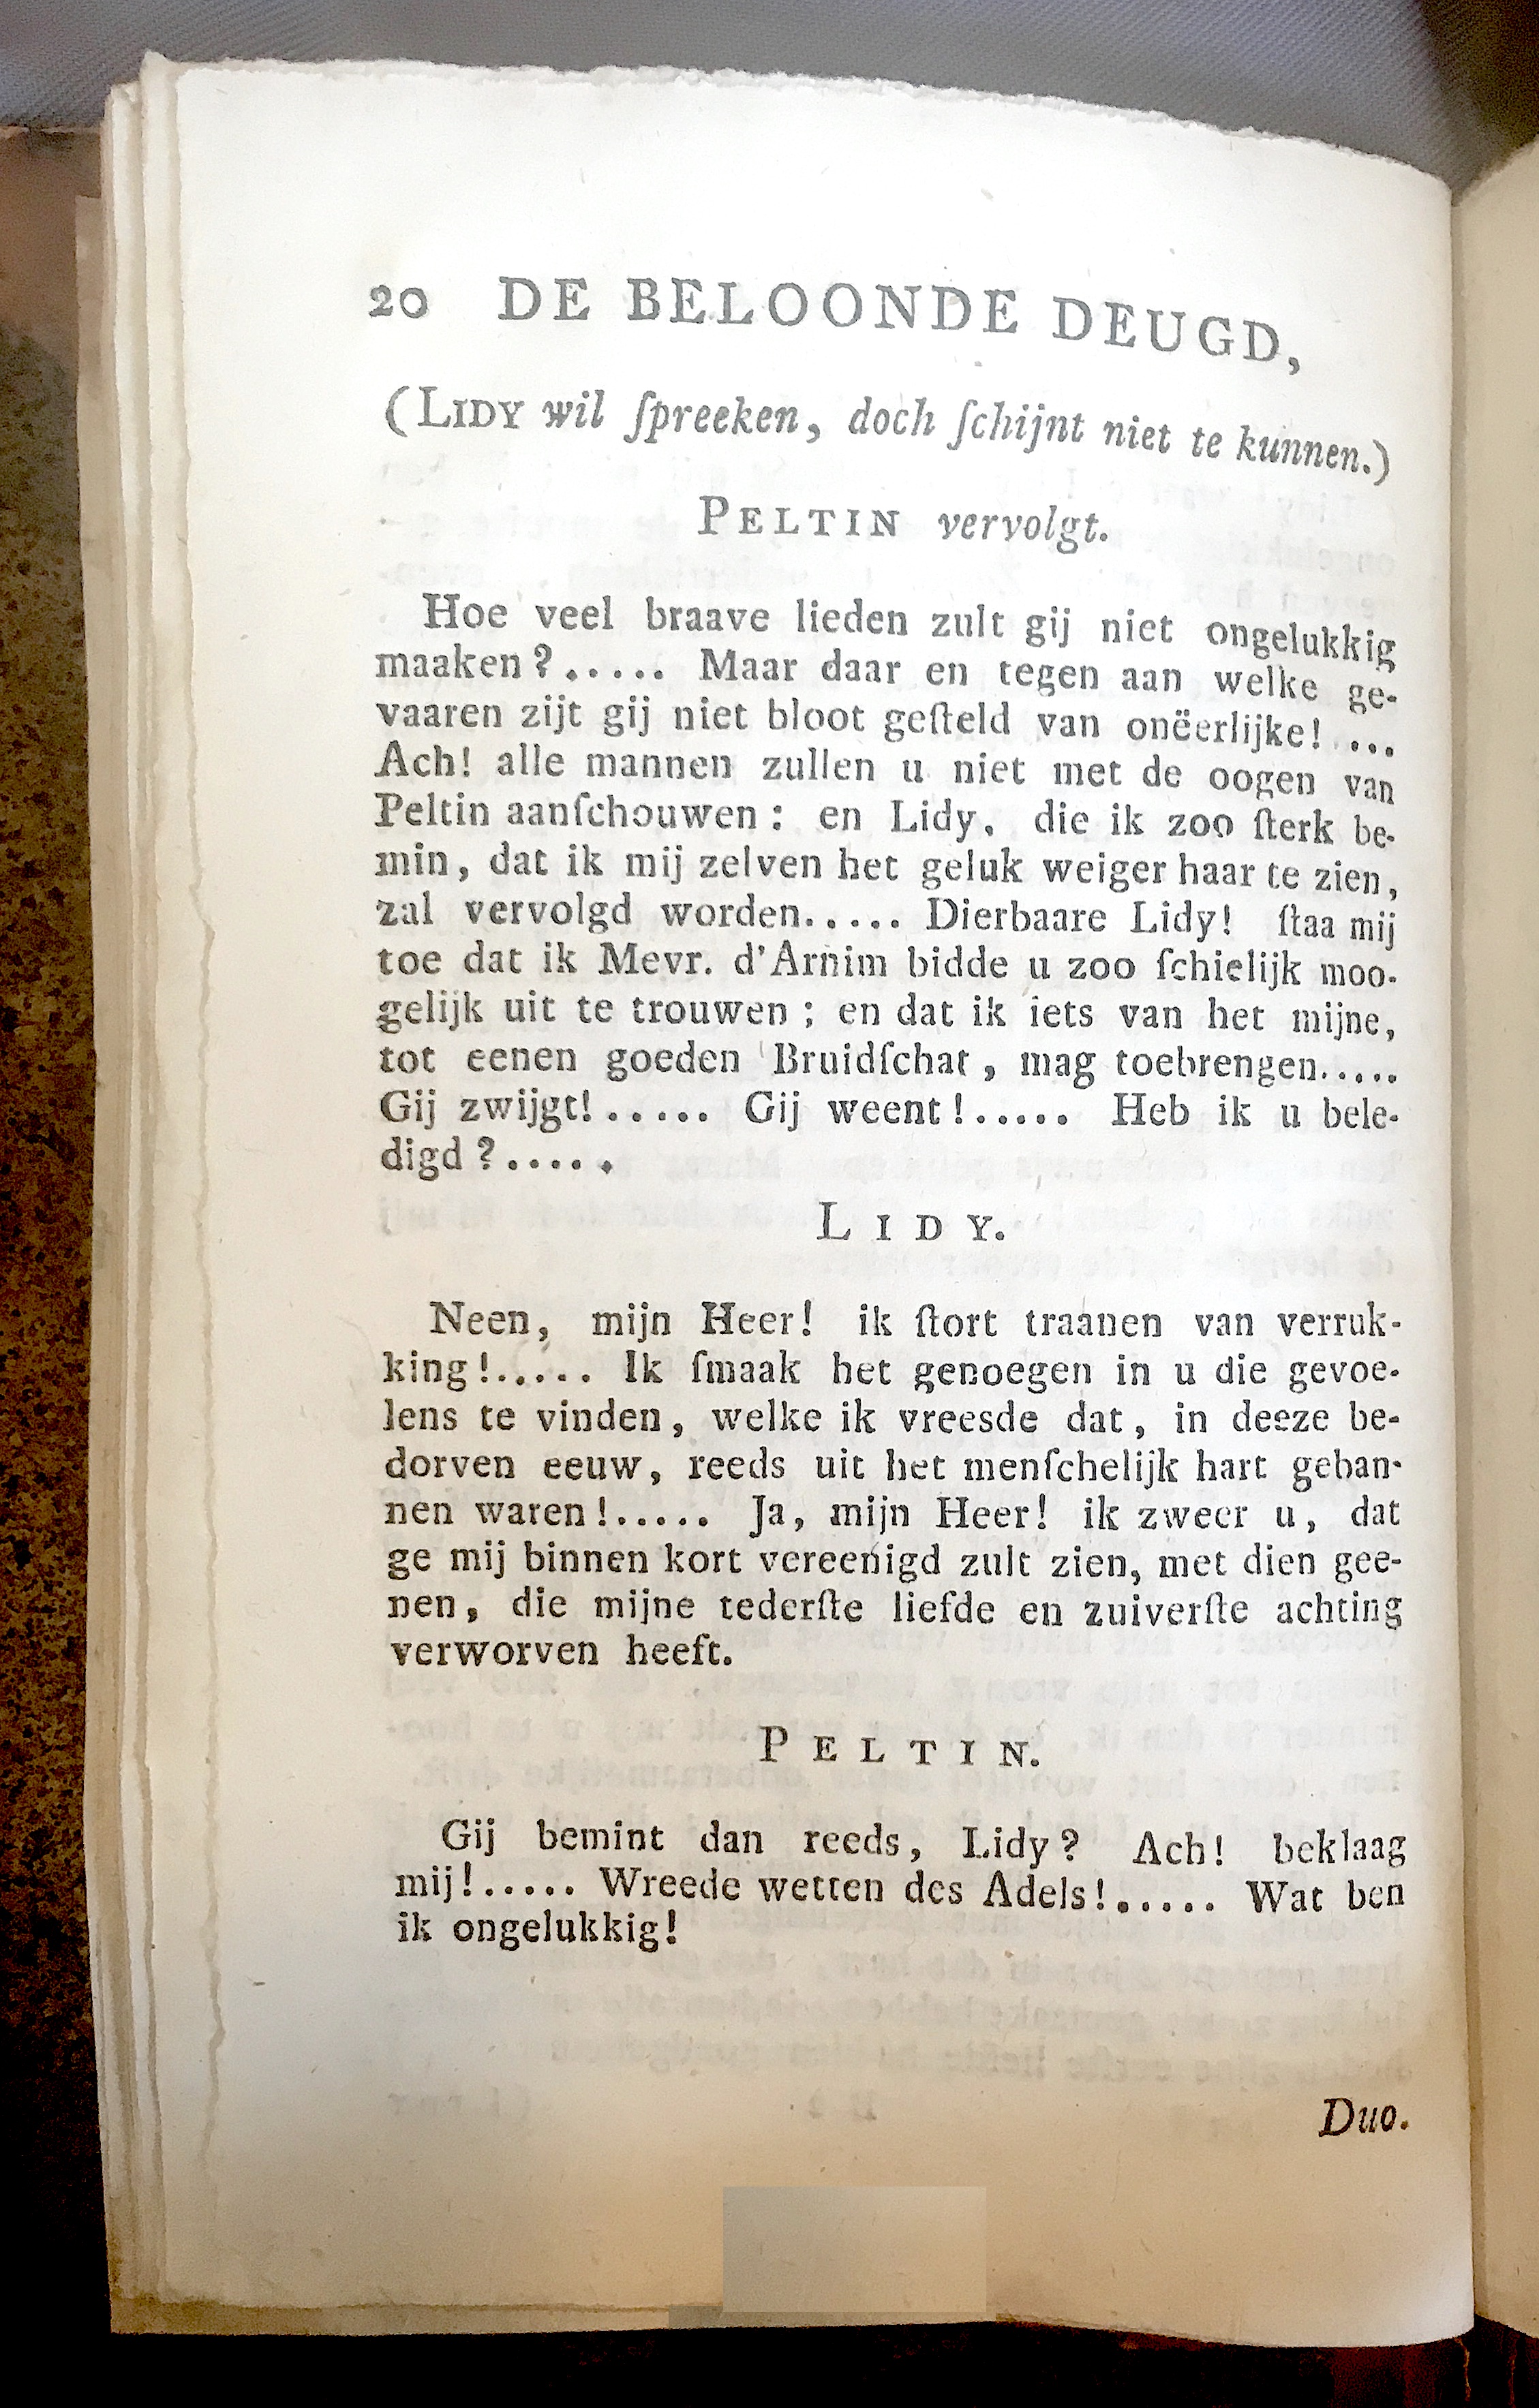 20 DE BELOONDE DEUGD,
(LIDY wil ſpreeken, doch ſchijnt niet te kunnen.)
PELTIN vervolgt.
Hoe veel braave lieden zult gij niet ongelukkig
maaken?..... Maar daar en tegen aan welke ge-
vaaren zijt gij niet bloot geſteld van onëerlijke! ...
Ach! alle mannen zullen u niet met de oogen van
Peltin aanſchouwen: en Lidy, die ik zoo ſterk be-
min, dat ik mij zelven het geluk weiger haar te zien,
zal vervolgd worden..... Dierbaare Lidy! ſtaa mij
toe dat ik Mevr. d'Arnim bidde u zoo ſchielijk moo-
gelijk uit te trouwen; en dat ik iets van het mijne,
tot eenen goeden Bruidſchat, mag toebrengen.....
Gij zwijgt!..... Gij weent!..... Heb ik u bele-
digd?.....
LIDY.
Neen, mijn Heer! ik ſtort traanen van verruk-
king!..... Ik ſmaak het genoegen in u die gevoe-
lens te vinden, welke ik vreesde dat, in deeze be-
dorven eeuw, reeds uit het menſchelijk hart geban-
nen waren!..... Ja, mijn Heer! ik zweer u, dat
ge mij binnen kort vereenigd zult zien, met dien gee-
nen, die mijne tederſte liefde en zuiverſte achting
verworven heeft.
PELTIN.
Gij bemint dan reeds, Lidy? Ach! beklaag
mij!..... Wreede wetten des Adels!..... Wat ben
ik ongelukkig!
Duo.